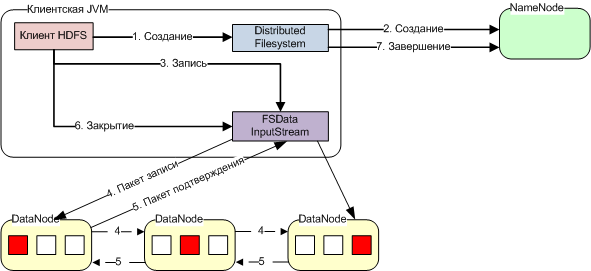 Клиентская JVM
NameNode
Клиент HDFS
1. Создание
Distributed
Filesystem
2. Создание
7. Завершение
3. Запись
6. Закрытие
FSData
InputStream
4. Пакет записи
5. Пакет подтверждения
DataNode
DataNode
DataNode
4
4
5
5